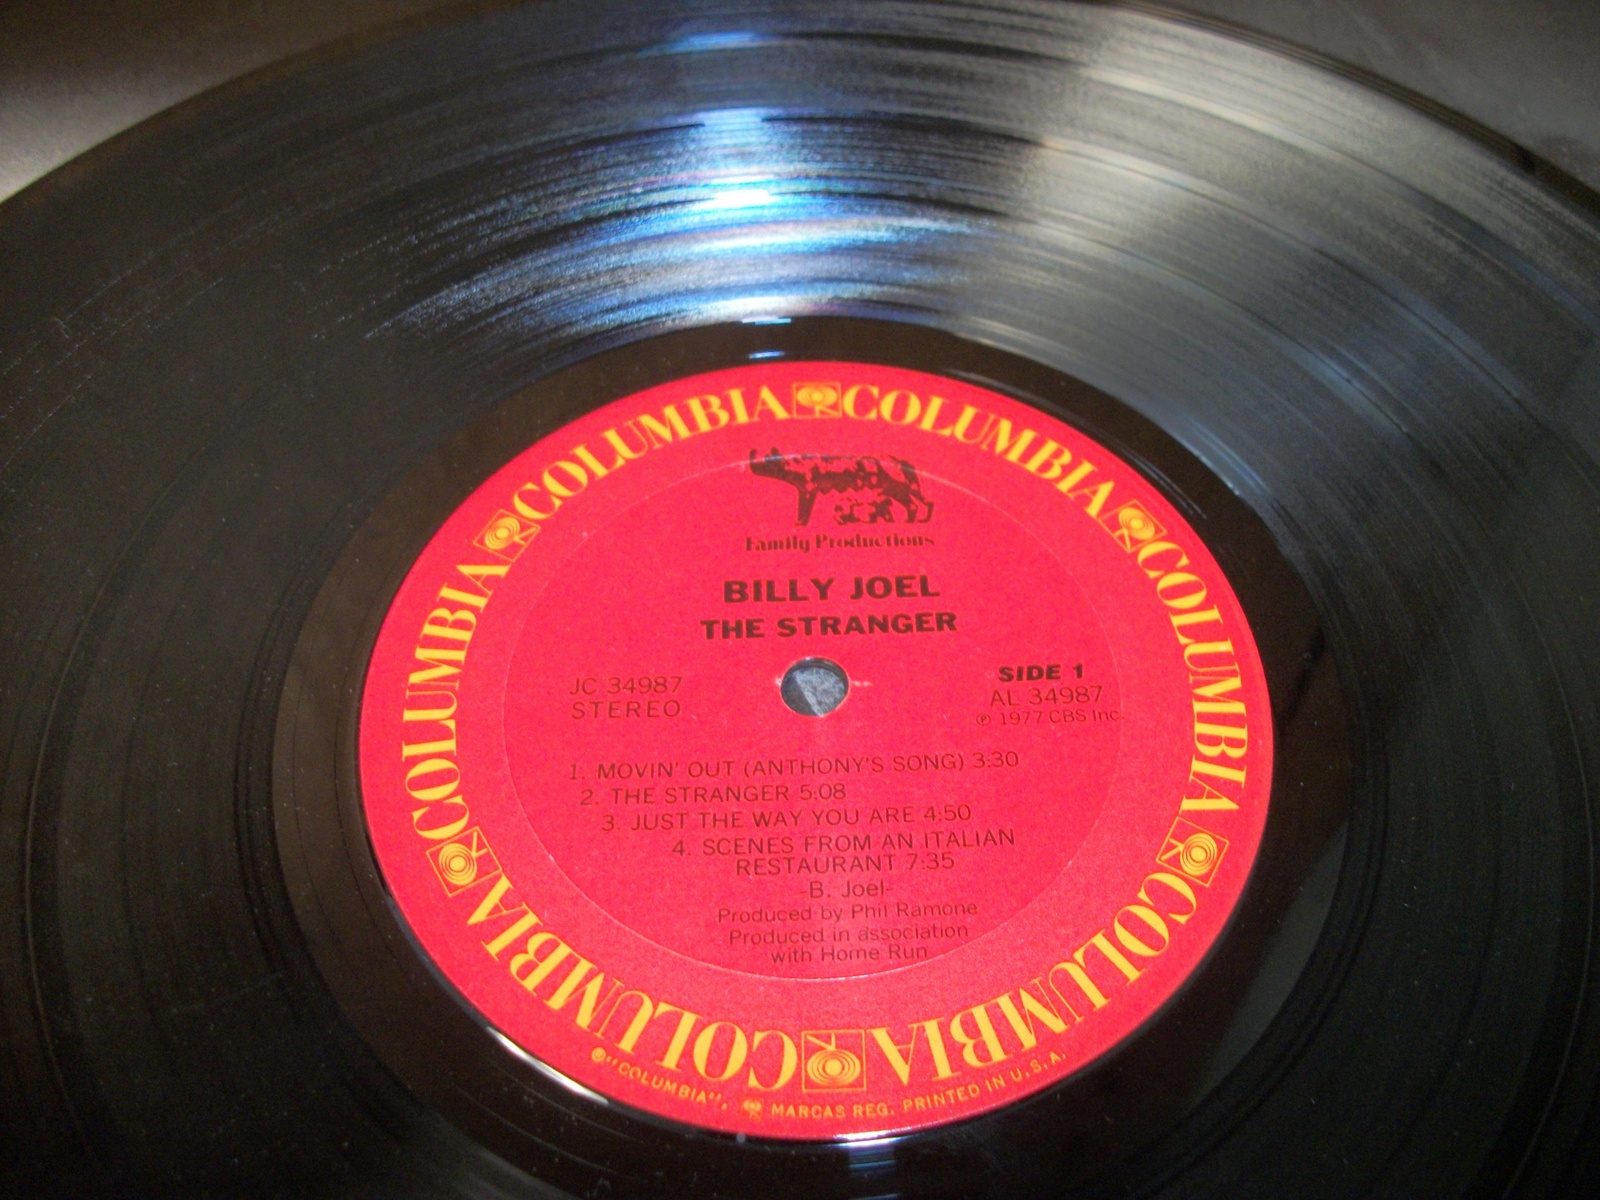 COLUMBIA COLUMBIA COLUMBIA COLUMBIA COLUMBIA COLUMBIA
Family Productions
BILLY JOEL
THE STRANGER
JC 34987
STEREO
SIDE 1
AL 34987
℗ 1977 CBS Inc.
1. MOVIN' OUT (ANTHONY'S SONG) 3:30
2. THE STRANGER 5:08
3. JUST THE WAY YOU ARE 4:50
4. SCENES FROM AN ITALIAN
RESTAURANT 7:35
-B. Joel-
Produced by Phil Ramone
Produced in association
with Home Run
®"COLUMBIA", MARCAS REG. PRINTED IN U.S.A.